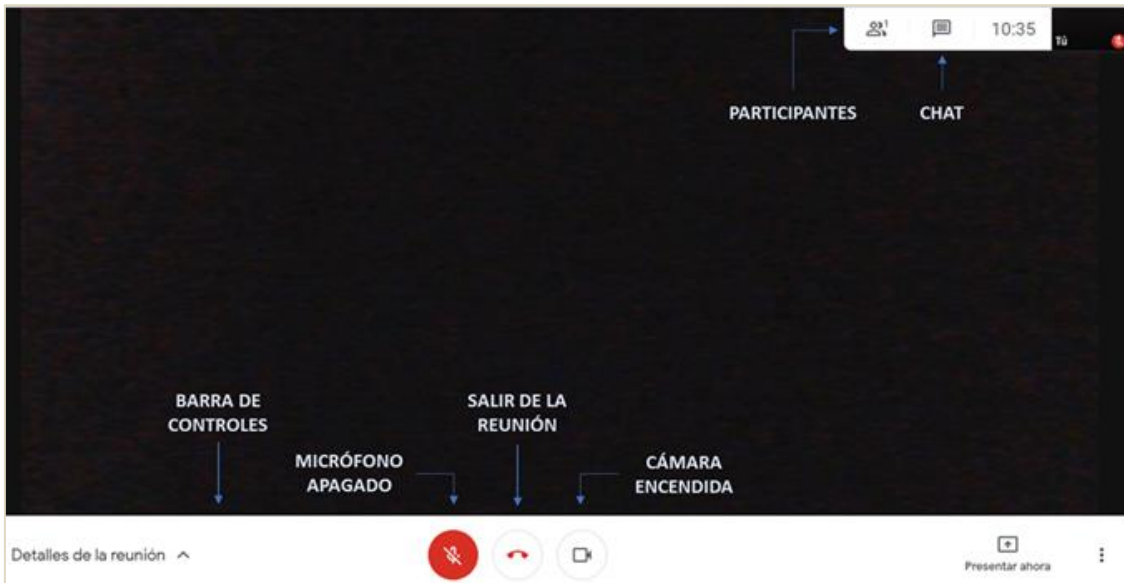 1
10:35
Tú
PARTICIPANTES
CHAT
BARRA DE
CONTROLES
SALIR DE LA
REUNIÓN
MICRÓFONO
APAGADO
CÁMARA
ENCENDIDA
Detalles de la reunión
Presentar ahora